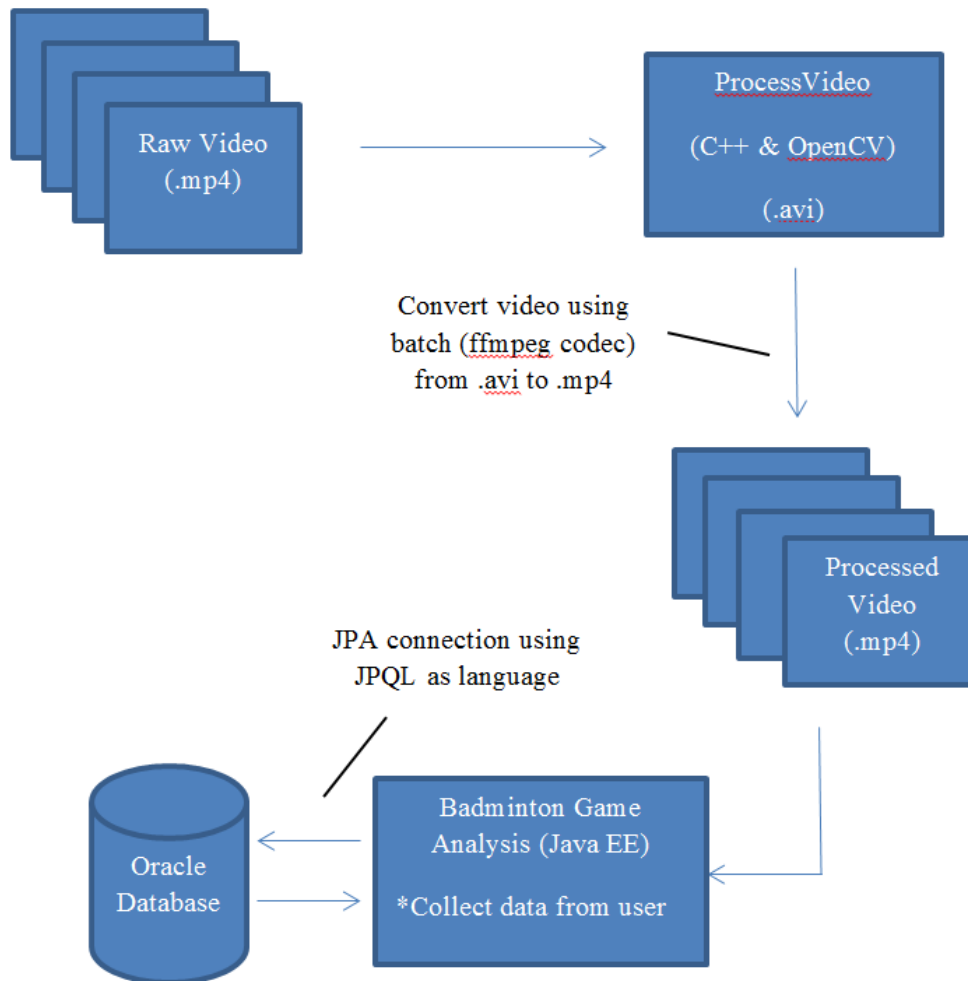 Raw Video
(.mp4)
ProcessVideo
(C++ & OpenCV)
(.avi)
Convert video using
batch (ffmpeg codec)
from .avi to .mp4
Processed
Video
(.mp4)
JPA connection using
JPQL as language
Oracle
Database
Badminton Game
Analysis (Java EE)
*Collect data from user